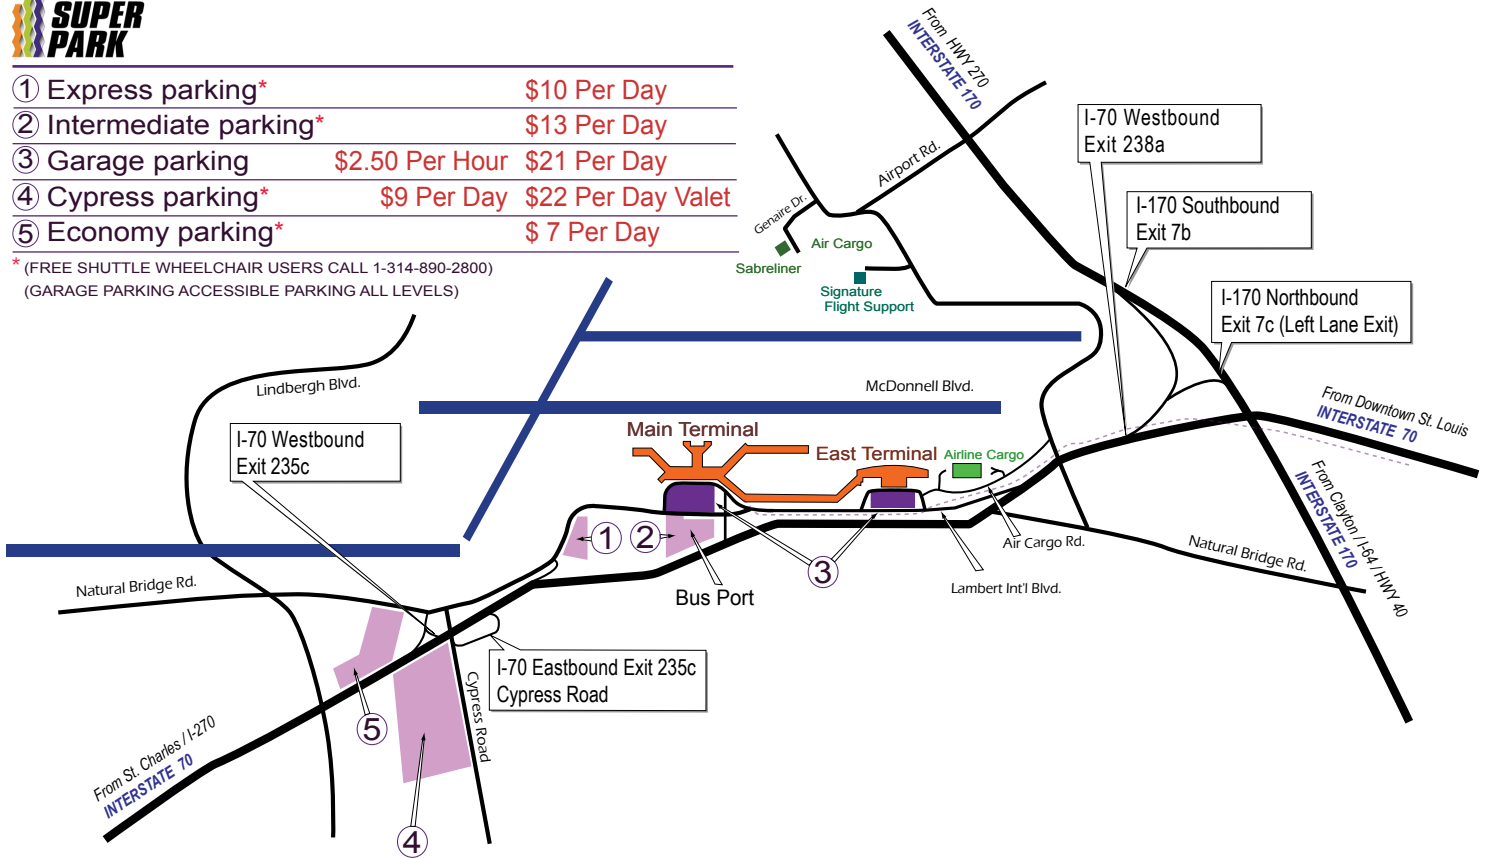 SUPER
PARK
1 Express parking* $10 Per Day
2 Intermediate parking* $13 Per Day
3 Garage parking $2.50 Per Hour $21 Per Day
4 Cypress parking* $9 Per Day $22 Per Day Valet
5 Economy parking* $ 7 Per Day
* (FREE SHUTTLE WHEELCHAIR USERS CALL 1-314-890-2800)
(GARAGE PARKING ACCESSIBLE PARKING ALL LEVELS)
From HWY 270
INTERSTATE 170
Airport Rd.
I-70 Westbound
Exit 238a
Genaire Dr.
Air Cargo
Sabreliner
Signature
Flight Support
I-170 Southbound
Exit 7b
I-170 Northbound
Exit 7c (Left Lane Exit)
Lindbergh Blvd.
McDonnell Blvd.
From Downtown St. Louis
INTERSTATE 70
I-70 Westbound
Exit 235c
Main Terminal
East Terminal
Airline Cargo
From Clayton / I-64 / HWY 40
INTERSTATE 170
1
2
3
Air Cargo Rd.
Natural Bridge Rd.
Natural Bridge Rd.
Bus Port
Lambert Int'l Blvd.
I-70 Eastbound Exit 235c
Cypress Road
Cypress Road
5
From St. Charles / I-270
INTERSTATE 70
4